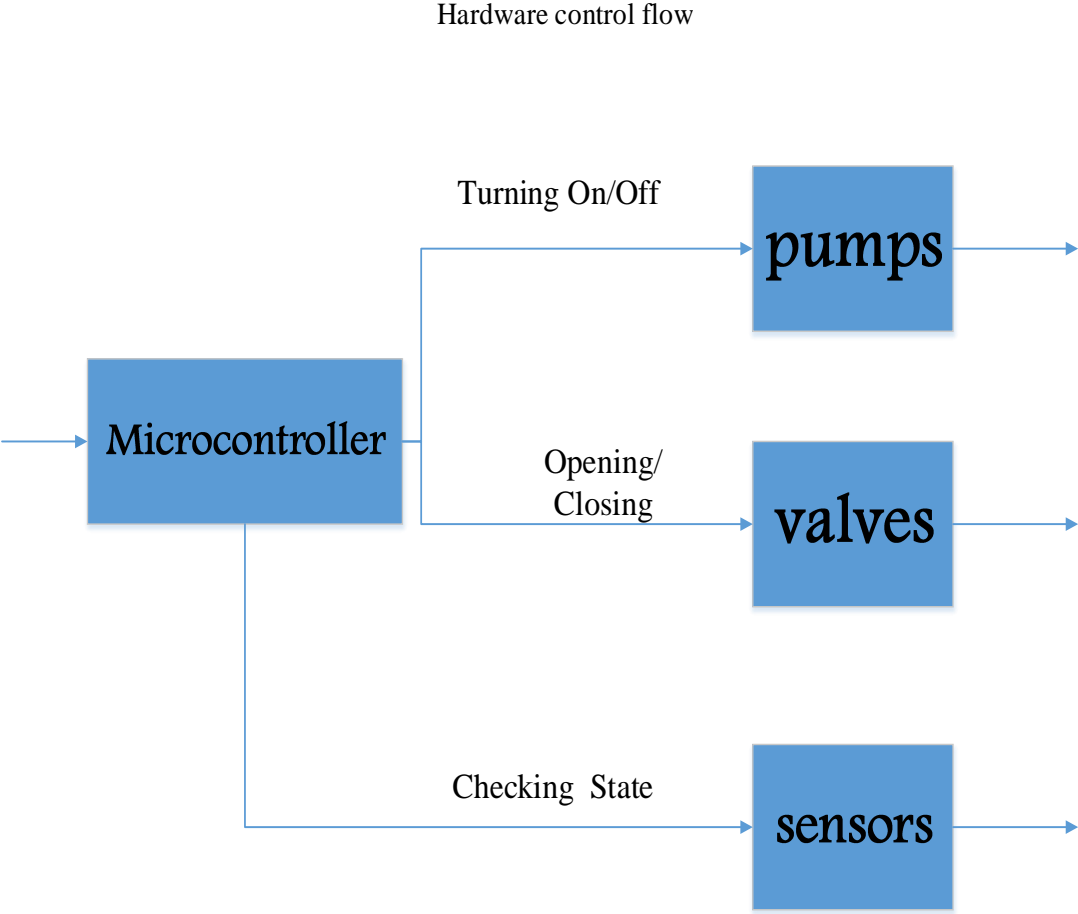 Hardware control flow
Turning On/Off
pumps
Microcontroller
Opening/
Closing
valves
Checking State
sensors